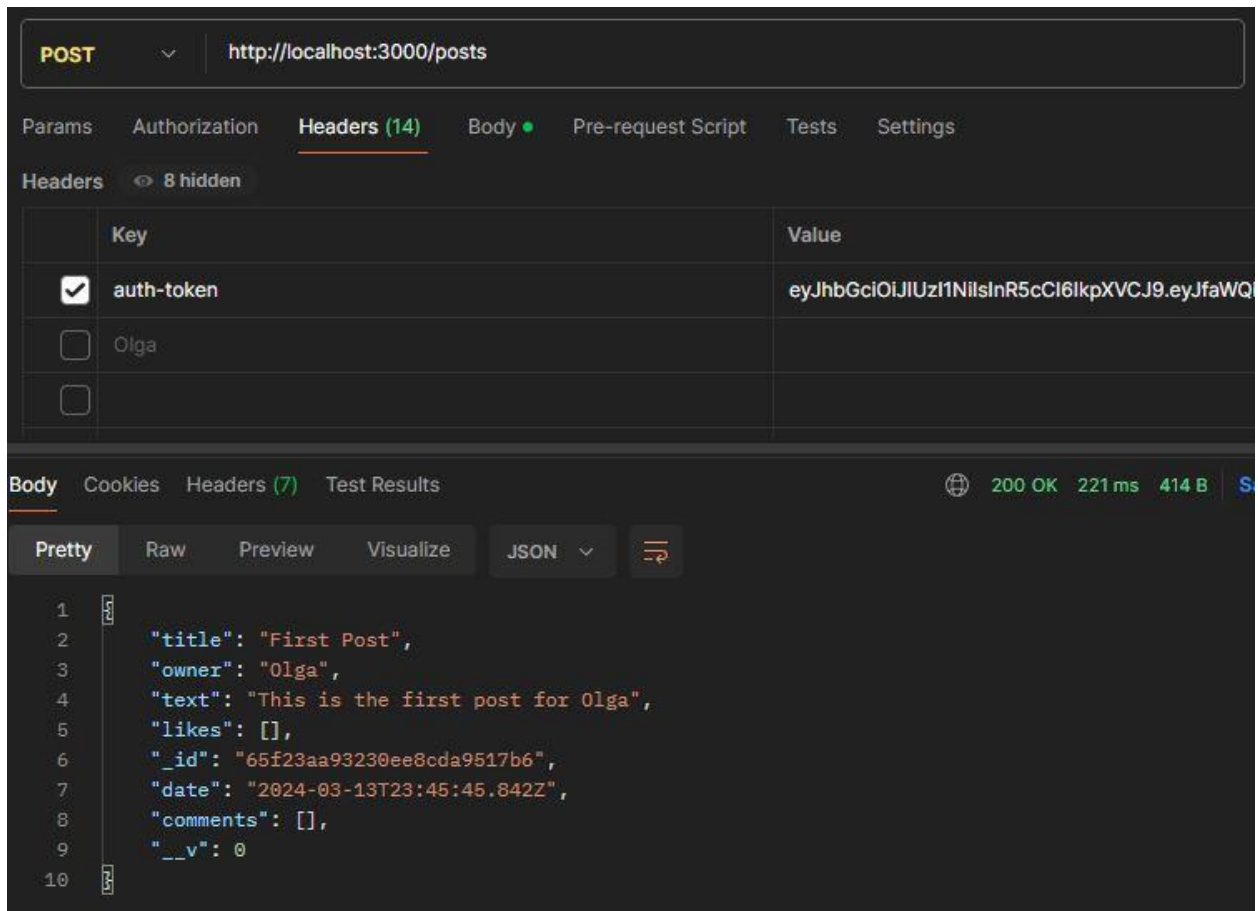 POST http://localhost:3000/posts
Params Authorization Headers (14) Body Pre-request Script Tests Settings
Headers 8 hidden
Key Value
auth-token eyJhbGciOiJIUzI1NiIsInR5cCI6IkpXVCJ9.eyJfaWQi
Olga
Body Cookies Headers (7) Test Results 200 OK 221 ms 414 B Sa
Pretty Raw Preview Visualize JSON
1 {
2 "title": "First Post",
3 "owner": "Olga",
4 "text": "This is the first post for Olga",
5 "likes": [],
6 "_id": "65f23aa93230ee8cda9517b6",
7 "date": "2024-03-13T23:45:45.842Z",
8 "comments": [],
9 "__v": 0
10 }